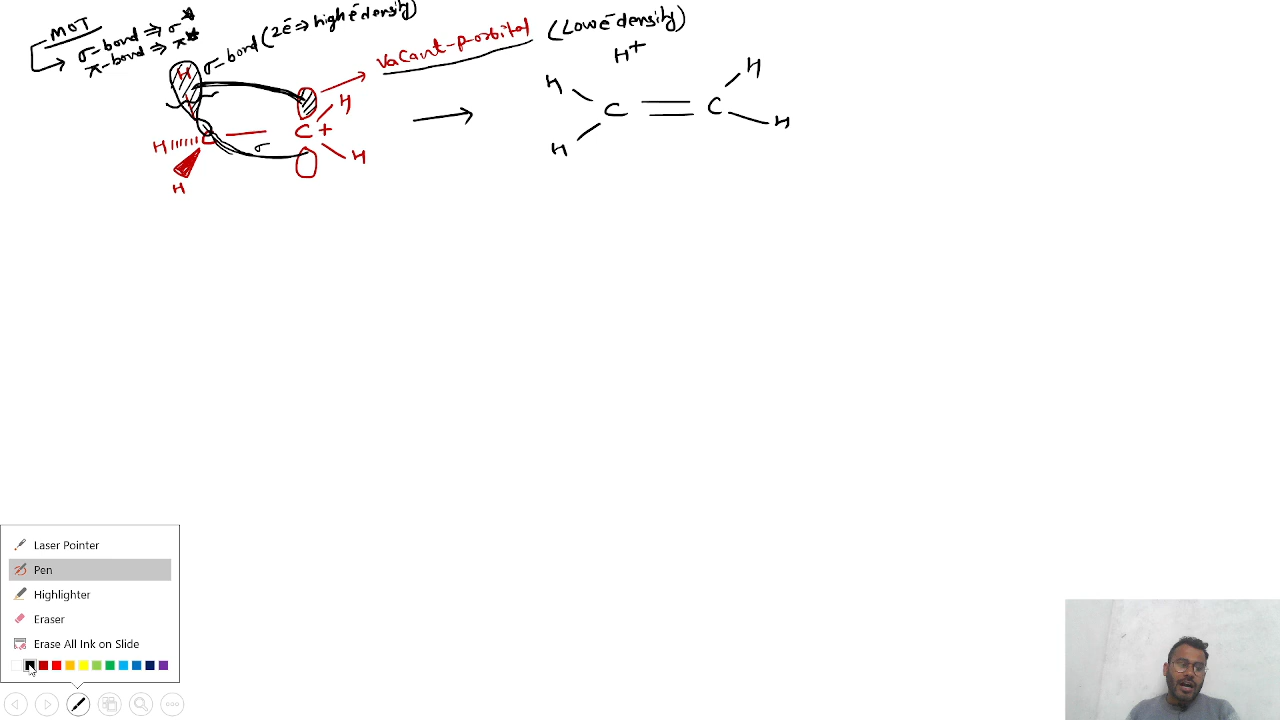 MOT
σ-bond ⇒ σ*
π-bond ⇒ π*
σ-bond (2e⁻ ⇒ high e⁻ density)
Vacant-p-orbital
(Low e⁻ density)
H+
H
H
C
C+
H
H
H
σ
H
H
C
C
H
H
Laser Pointer
Pen
Highlighter
Eraser
Erase All Ink on Slide